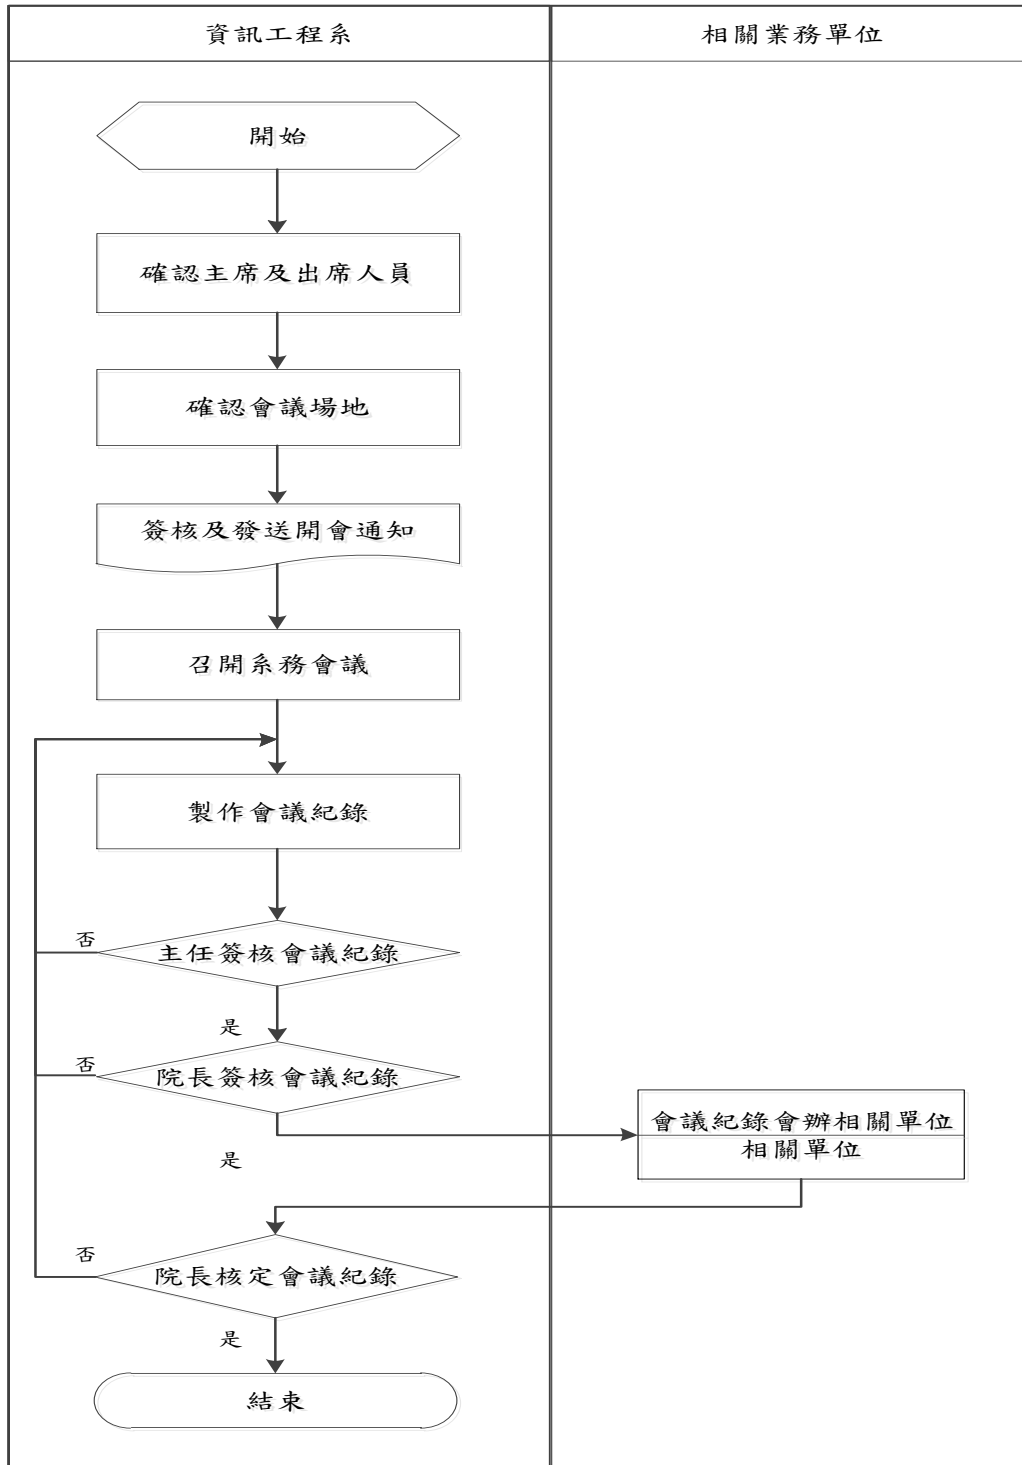 資訊工程系
相關業務單位
開始
確認主席及出席人員
確認會議場地
簽核及發送開會通知
召開系務會議
製作會議紀錄
否
主任簽核會議紀錄
是
否
院長簽核會議紀錄
會議紀錄會辦相關單位
相關單位
是
否
院長核定會議紀錄
是
結束